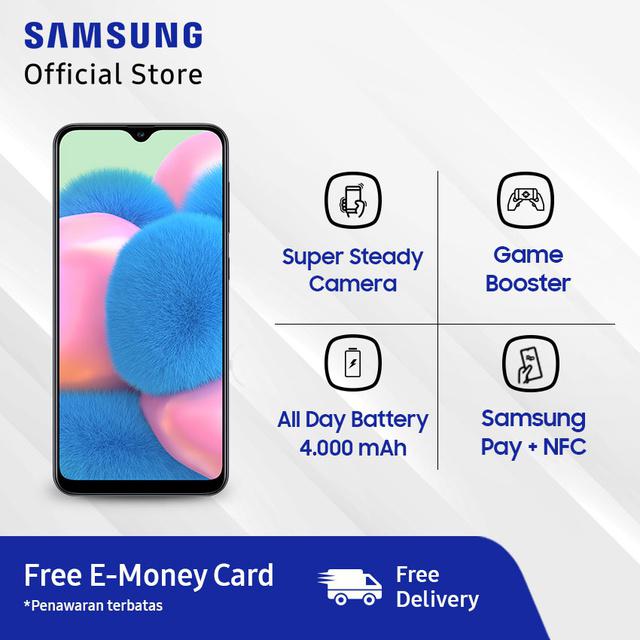 SAMSUNG
Official Store
Super Steady
Camera
Game
Booster
All Day Battery
4.000 mAh
Samsung
Pay + NFC
Free E-Money Card
*Penawaran terbatas
Free
Delivery